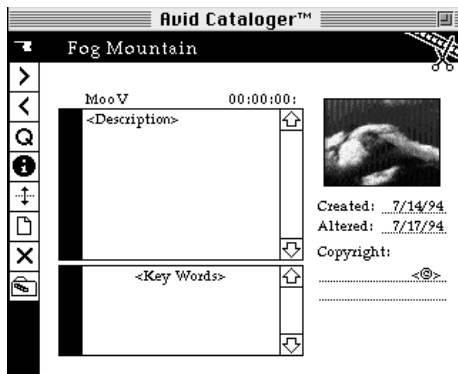 Avid Cataloger™
Fog Mountain
MooV 00:00:00:
<Description>
<Key Words>
Created: 7/14/94
Altered: 7/17/94
Copyright:
<©>